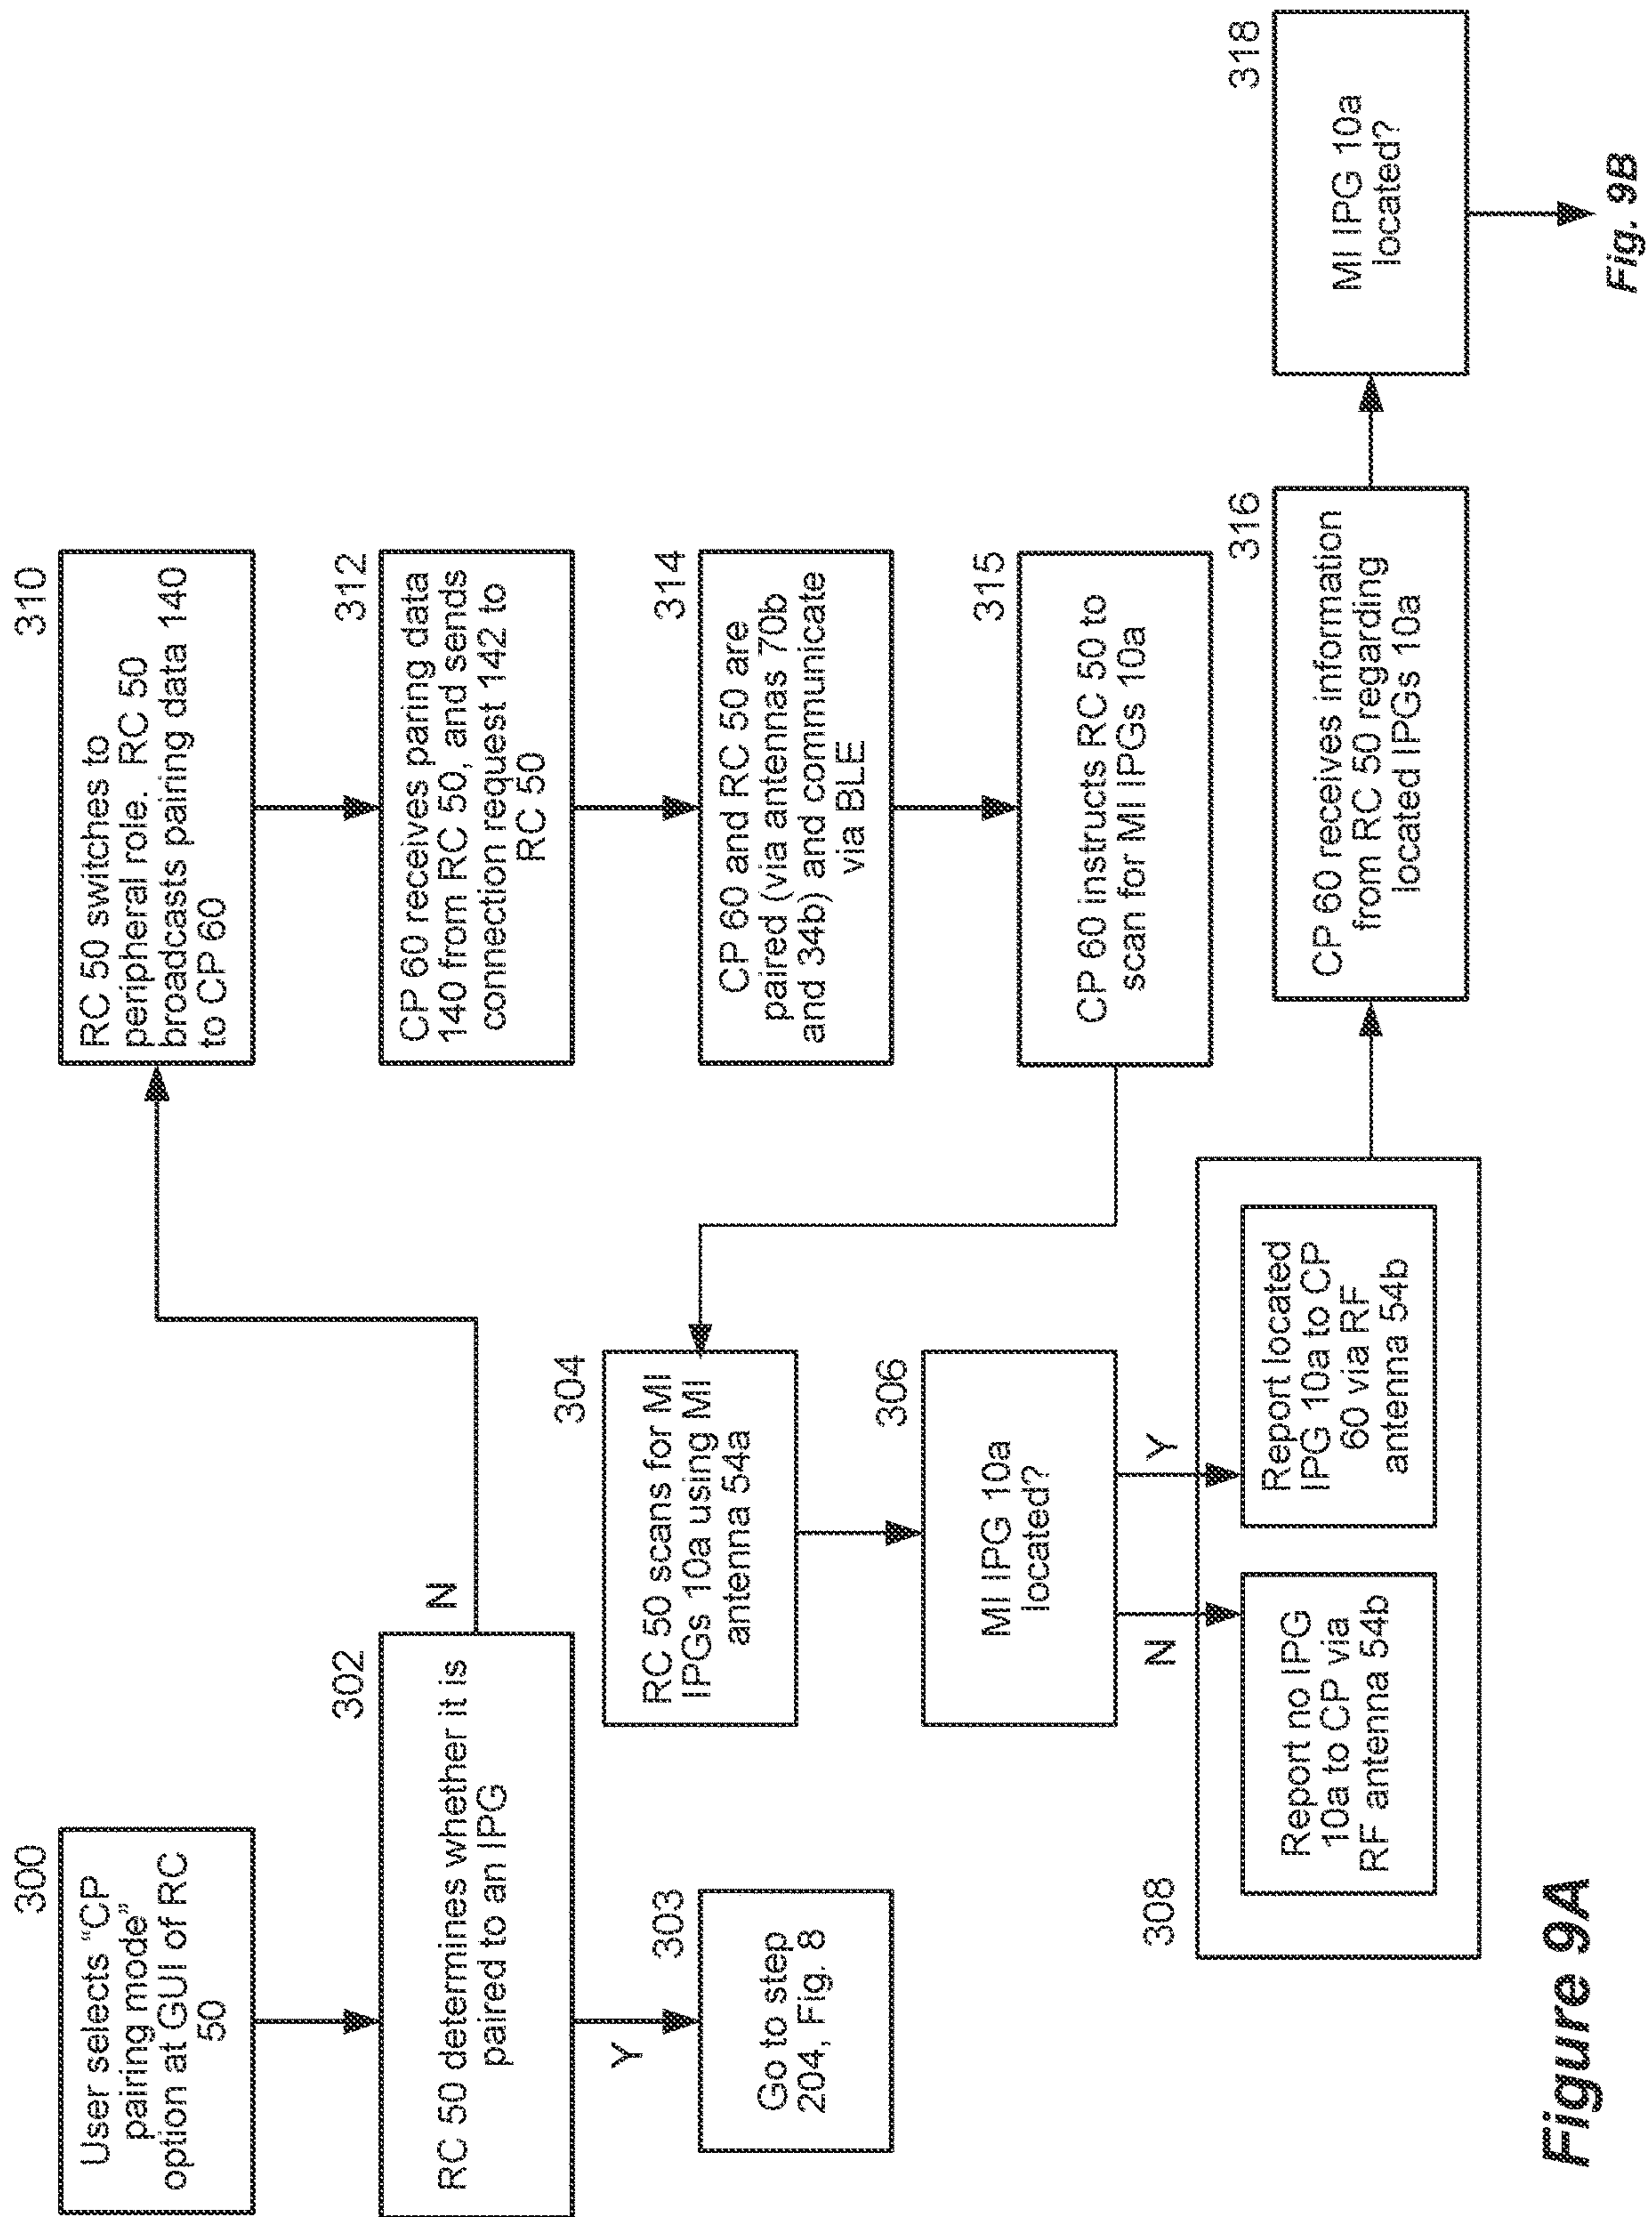 300
User selects “CP
pairing mode”
option at GUI of RC
50
302
RC 50 determines whether it is
paired to an IPG
Y
N
303
Go to step
204, Fig. 8
310
RC 50 switches to
peripheral role. RC 50
broadcasts pairing data 140
to CP 60
312
CP 60 receives paring data
140 from RC 50, and sends
connection request 142 to
RC 50
314
CP 60 and RC 50 are
paired (via antennas 70b
and 34b) and communicate
via BLE
315
CP 60 instructs RC 50 to
scan for MI IPGs 10a
304
RC 50 scans for MI
IPGs 10a using MI
antenna 54a
306
MI IPG 10a
located?
N
Y
308
Report no IPG
10a to CP via
RF antenna 54b
Report located
IPG 10a to CP
60 via RF
antenna 54b
316
CP 60 receives information
from RC 50 regarding
located IPGs 10a
318
MI IPG 10a
located?
Fig. 9B
Figure 9A